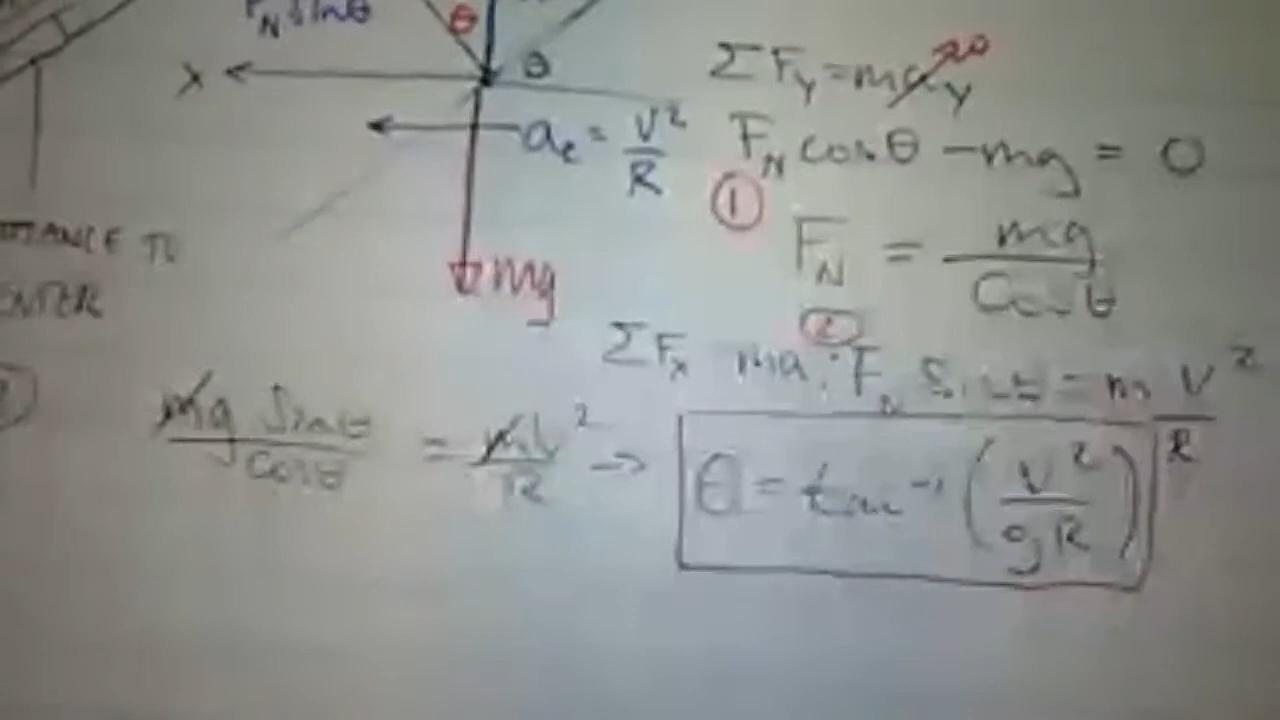 F_N sinθ
θ
θ
X
a_c = V²/R
mg
ΣF_Y = ma_Y →0
F_N cosθ - mg = 0
①
F_N = mg/Cosθ
②
ΣF_x ma: F_N Sinθ = m V²/R
mg Sinθ/Cosθ = mV²/R → θ = tan⁻¹(V²/gR)